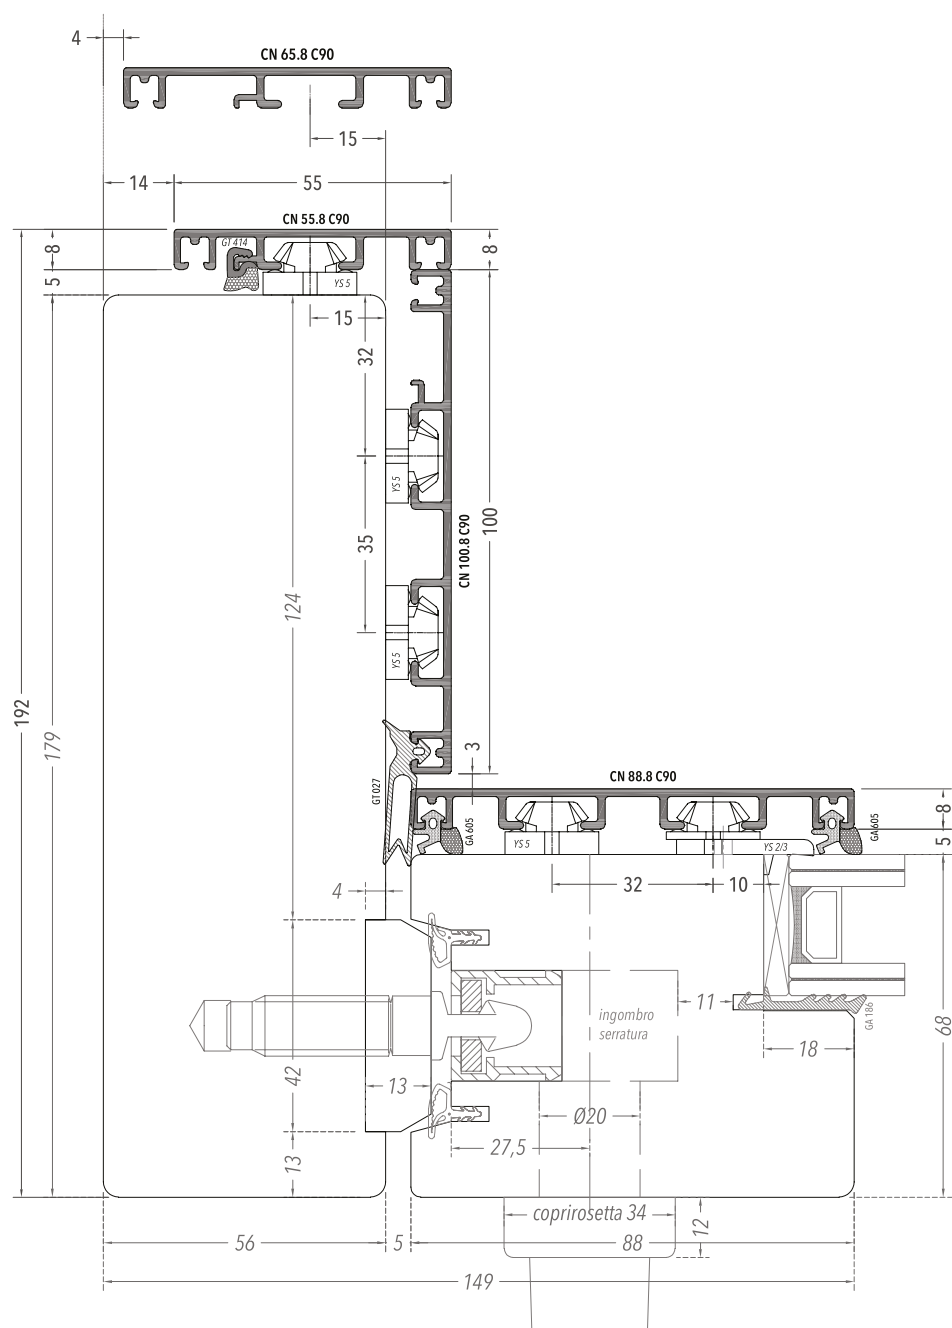 4
CN 65.8 C90
15
14
55
CN 55.8 C90
GT 414
8
8
5
YS 5
15
32
YS 5
35
100
CN 100.8 C90
124
YS 5
192
179
3
CN 88.8 C90
GT 027
GA 605
YS 5
YS 2/3
GA 605
8
5
4
32
10
11
ingombro
serratura
GA 186
18
68
13
42
Ø20
27,5
13
coprirosetta 34
12
56
5
88
149